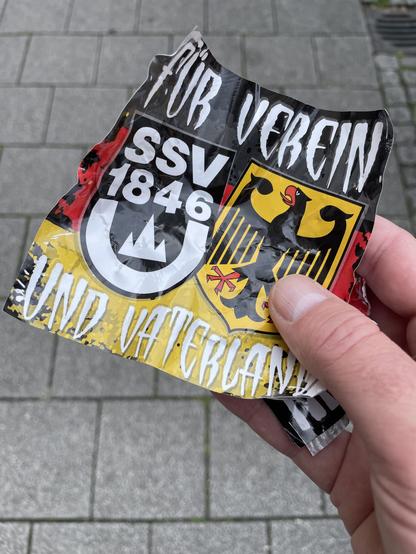 FÜR VEREIN
SSV
1846
UND VATERLAND